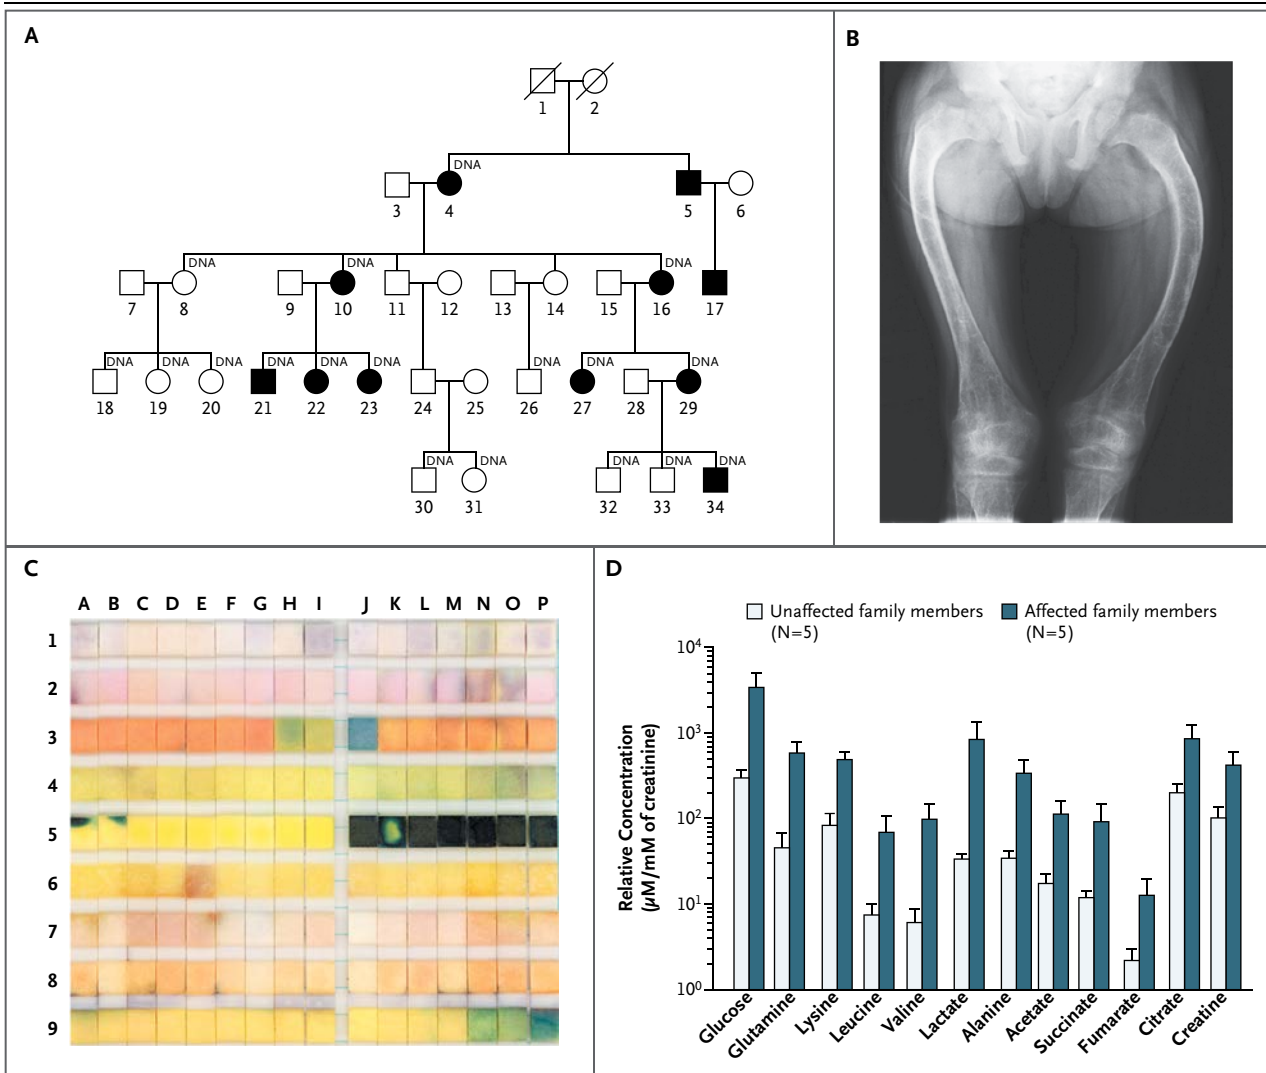 A
1 2
DNA
3 4 5 6
DNA DNA DNA
7 8 9 10 11 12 13 14 15 16 17
DNA DNA DNA DNA DNA DNA DNA DNA DNA
18 19 20 21 22 23 24 25 26 27 28 29
DNA DNA DNA DNA DNA
30 31 32 33 34
B
C
A B C D E F G H I J K L M N O P
1
2
3
4
5
6
7
8
9
D
Unaffected family members
(N=5)
Affected family members
(N=5)
Relative Concentration
(µM/mM of creatinine)
10⁴
10³
10²
10¹
10⁰
Glucose
Glutamine
Lysine
Leucine
Valine
Lactate
Alanine
Acetate
Succinate
Fumarate
Citrate
Creatine